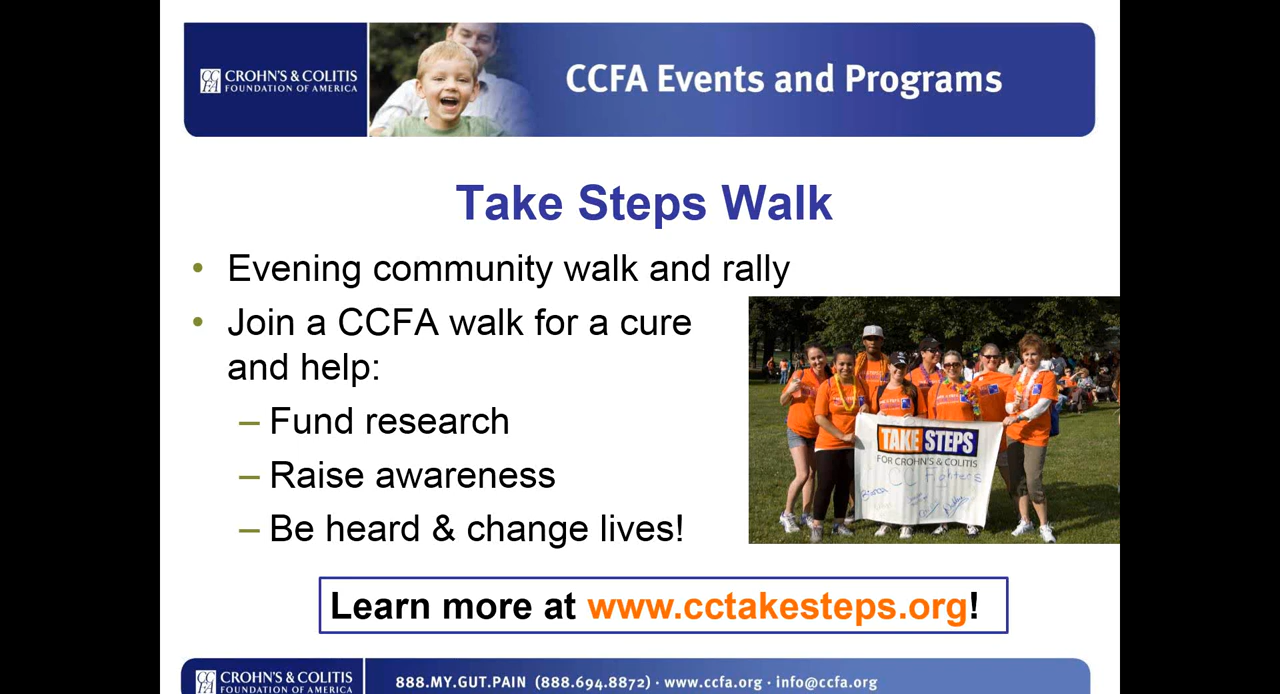 CROHN'S & COLITIS
FOUNDATION OF AMERICA
CCFA Events and Programs
Take Steps Walk
• Evening community walk and rally
• Join a CCFA walk for a cure
and help:
– Fund research
– Raise awareness
– Be heard & change lives!
TAKE STEPS
FOR CROHN'S & COLITIS
CC Fighters
Bianca
Learn more at www.cctakesteps.org!
CROHN'S & COLITIS
FOUNDATION OF AMERICA
888.MY.GUT.PAIN (888.694.8872) · www.ccfa.org · info@ccfa.org